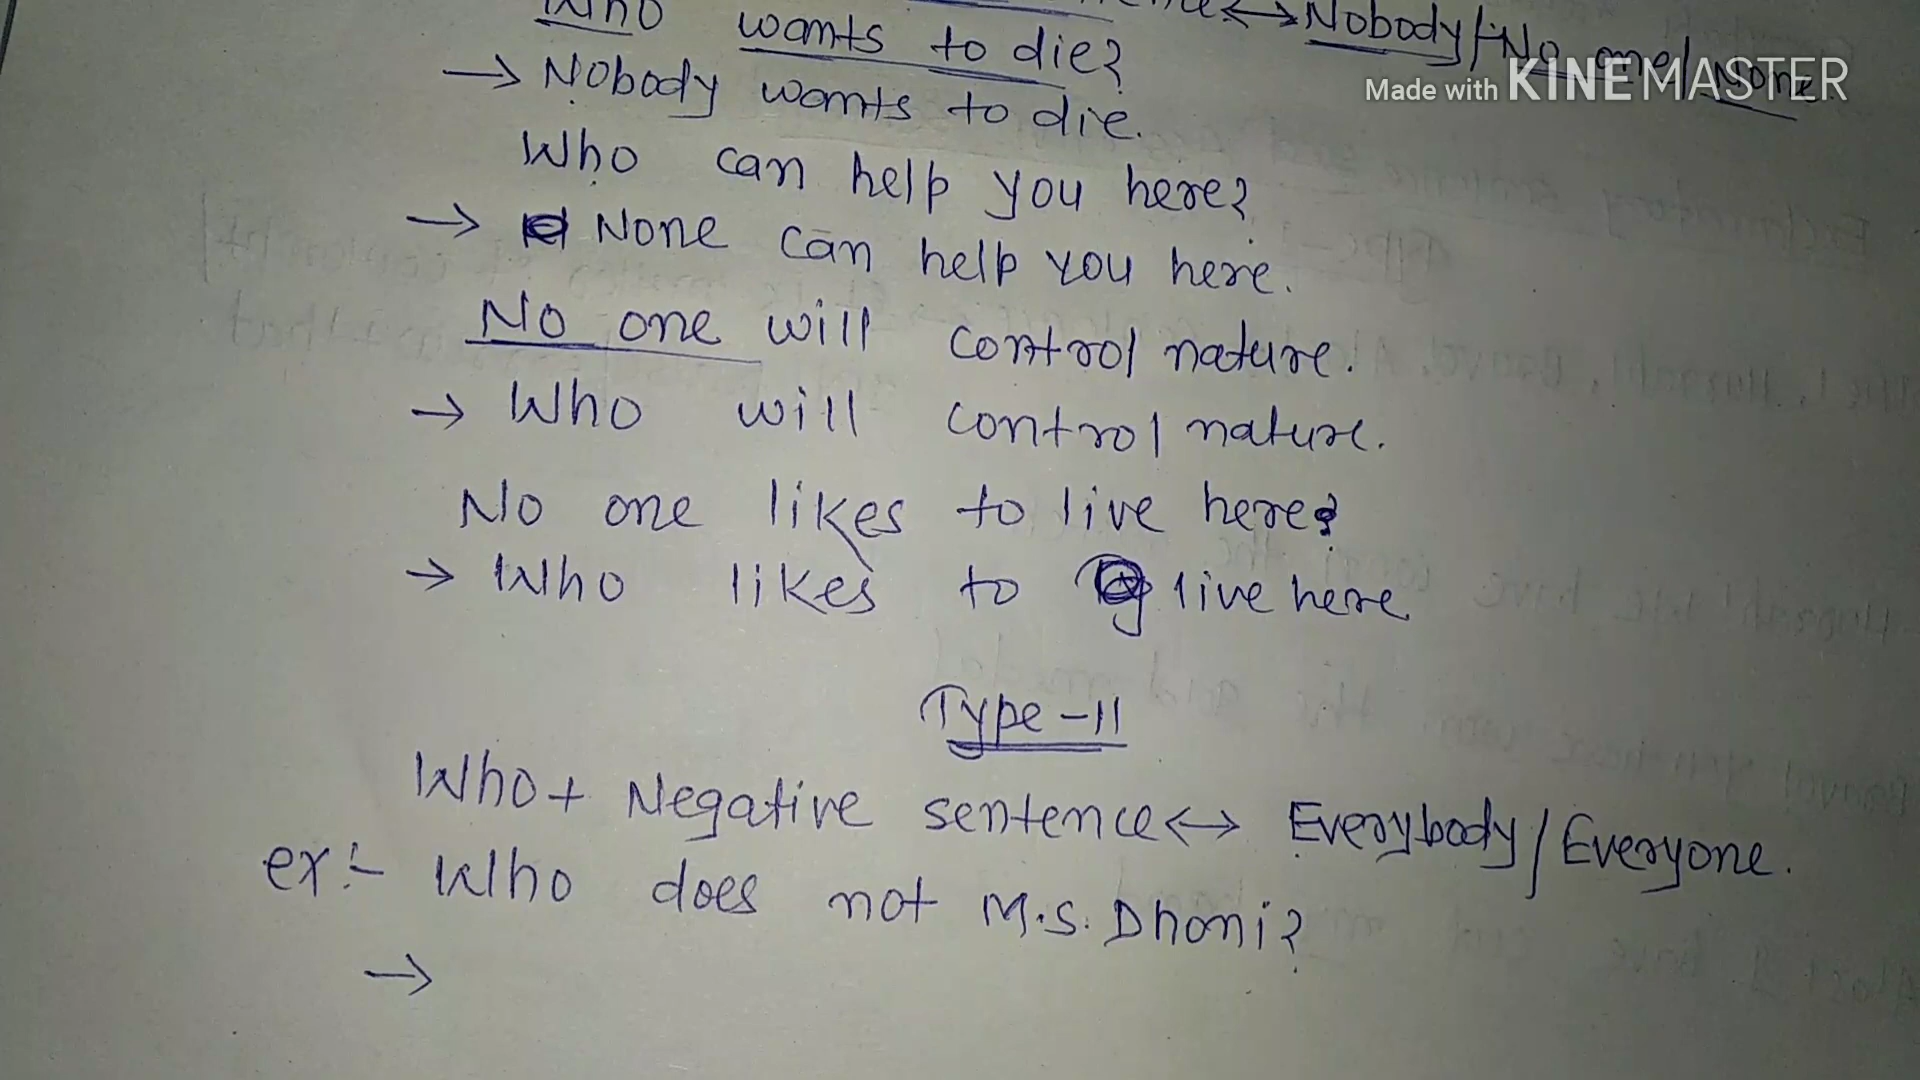 Who wants to die?
↔ Nobody/No one/None
Made with KINEMASTER
→ Nobody wants to die.
Who can help you here?
→ None can help you here.
No one will control nature.
→ Who will control nature.
No one likes to live here?
→ Who likes to live here
Type-II
Who + Negative sentence ↔ Everybody/Everyone.
ex:- Who does not M.S. Dhoni?
→